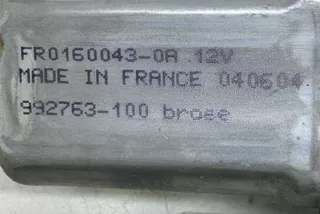 FR0160043-0A 12V
MADE IN FRANCE 040604
992763-100 brose